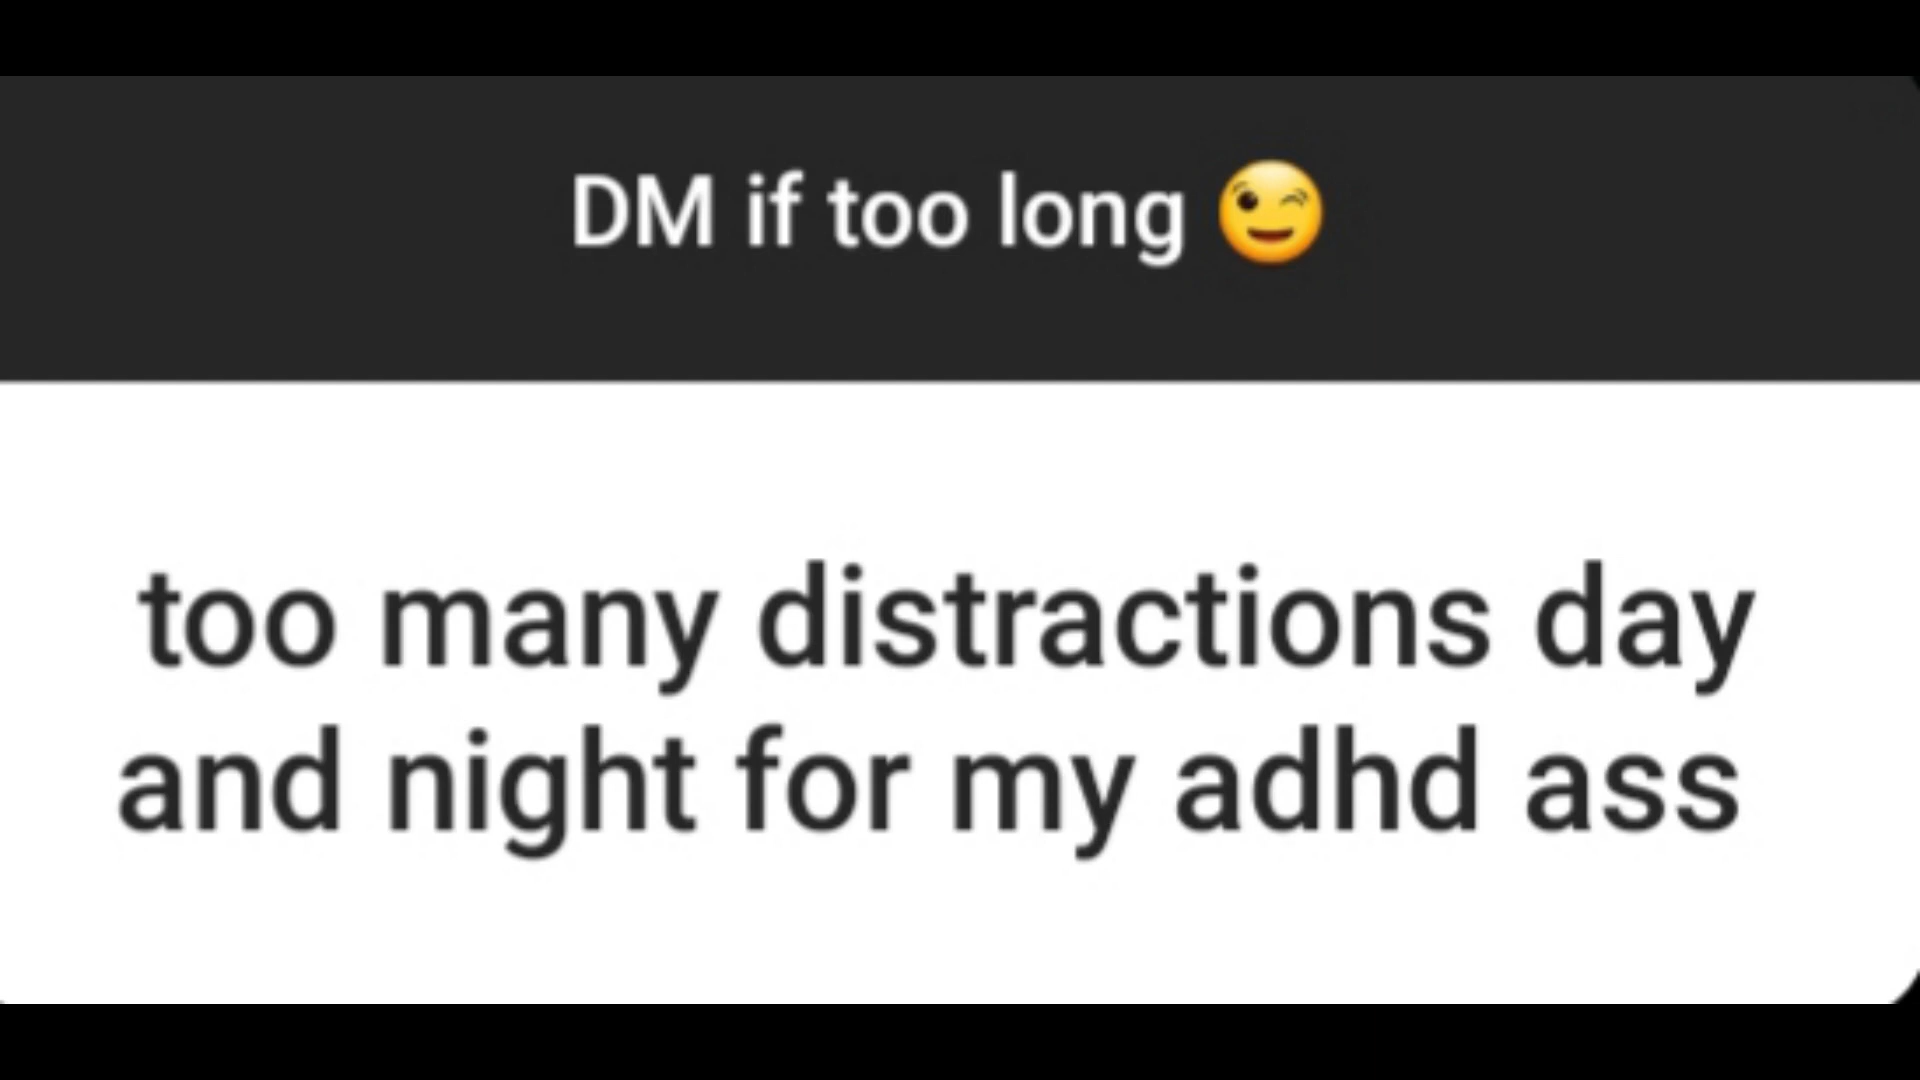 DM if too long 😉
too many distractions day
and night for my adhd ass